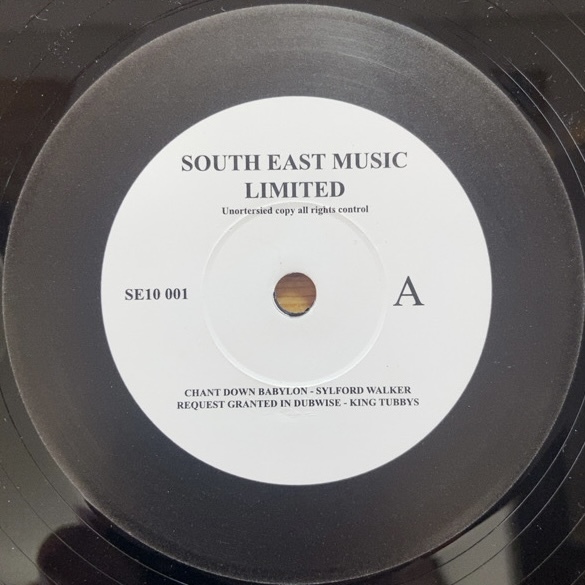 SOUTH EAST MUSIC
LIMITED
Unortersied copy all rights control
SE10 001
A
CHANT DOWN BABYLON - SYLFORD WALKER
REQUEST GRANTED IN DUBWISE - KING TUBBYS